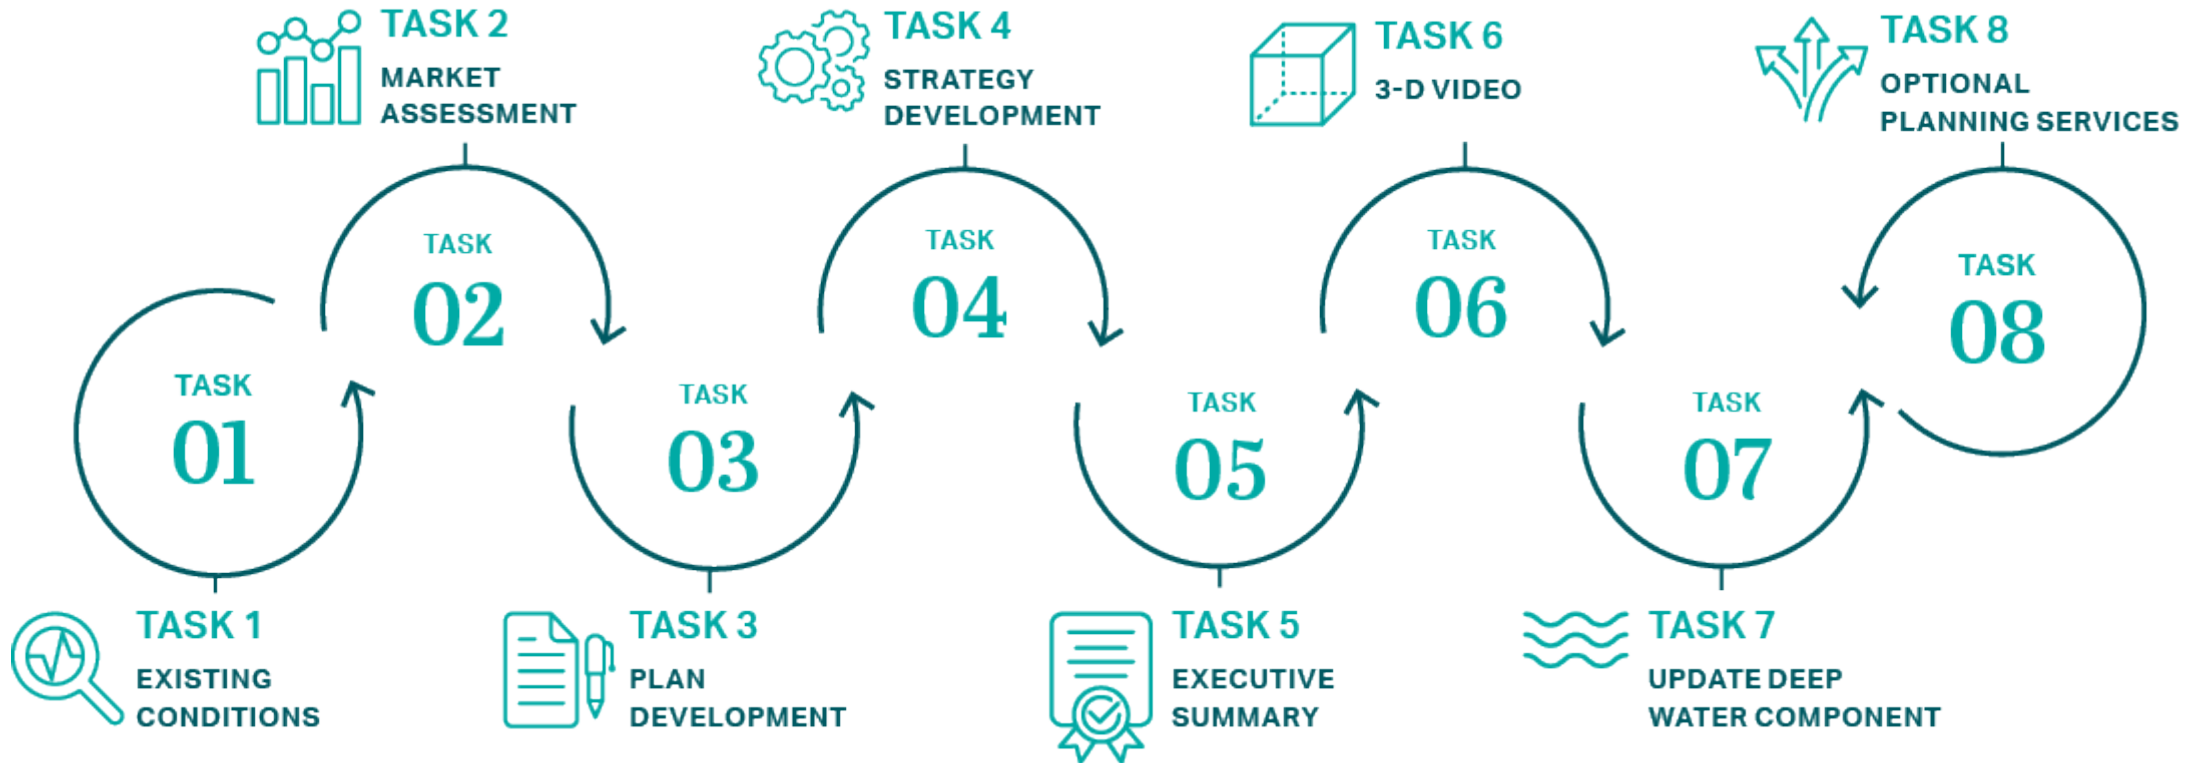 TASK 2
MARKET
ASSESSMENT
TASK 4
STRATEGY
DEVELOPMENT
TASK 6
3-D VIDEO
TASK 8
OPTIONAL
PLANNING SERVICES
TASK
01
TASK
02
TASK
03
TASK
04
TASK
05
TASK
06
TASK
07
TASK
08
TASK 1
EXISTING
CONDITIONS
TASK 3
PLAN
DEVELOPMENT
TASK 5
EXECUTIVE
SUMMARY
TASK 7
UPDATE DEEP
WATER COMPONENT